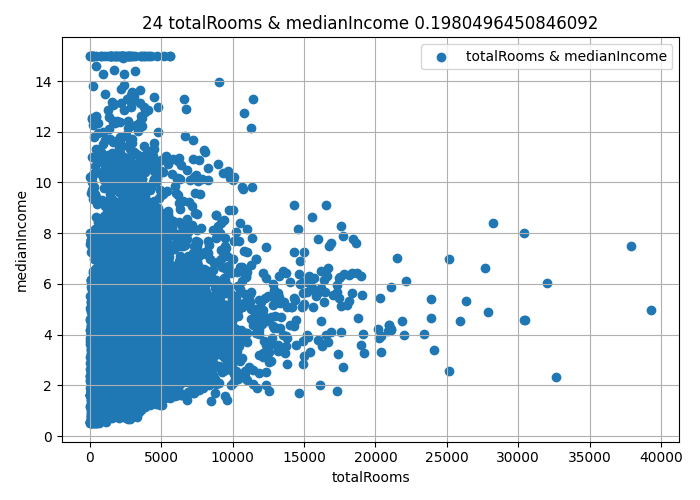 24 totalRooms & medianIncome 0.1980496450846092
totalRooms & medianIncome
14
12
10
8
6
4
2
0
medianIncome
0 5000 10000 15000 20000 25000 30000 35000 40000
totalRooms